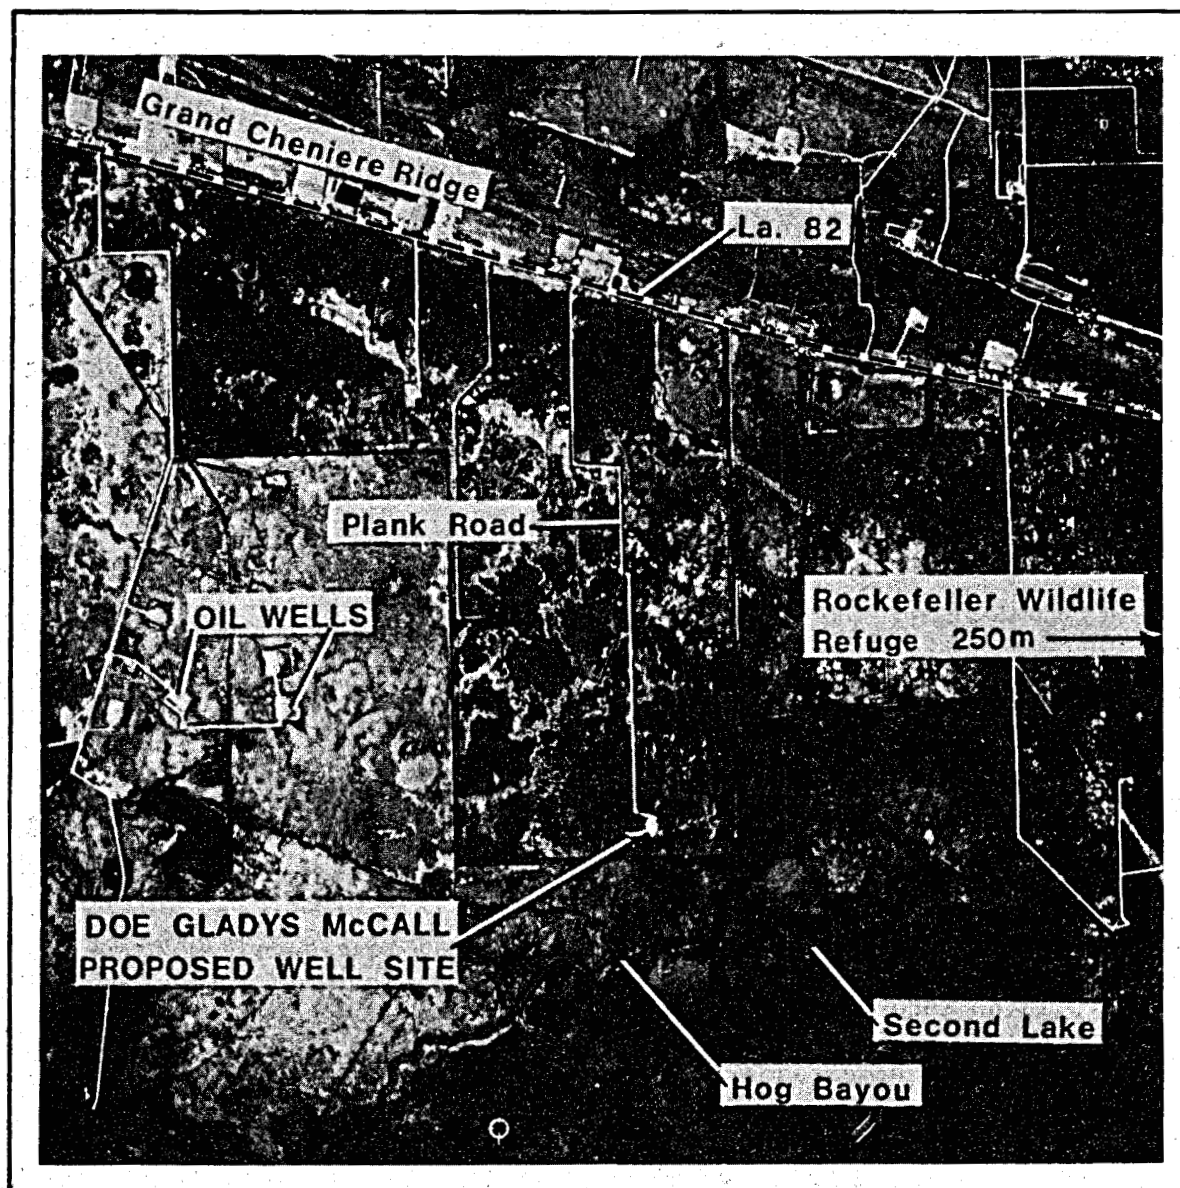 Grand Cheniere Ridge
La. 82
Plank Road
Rockefeller Wildlife
Refuge 250m
OIL WELLS
DOE GLADYS McCALL
PROPOSED WELL SITE
Second Lake
Hog Bayou